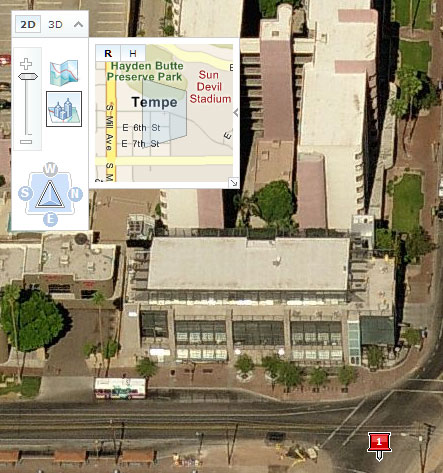 2D 3D
R H
Hayden Butte
Preserve Park
Sun
Devil
Stadium
Tempe
S Mill Ave
E 6th St
E 7th St
S M
E
W
S N
E
1